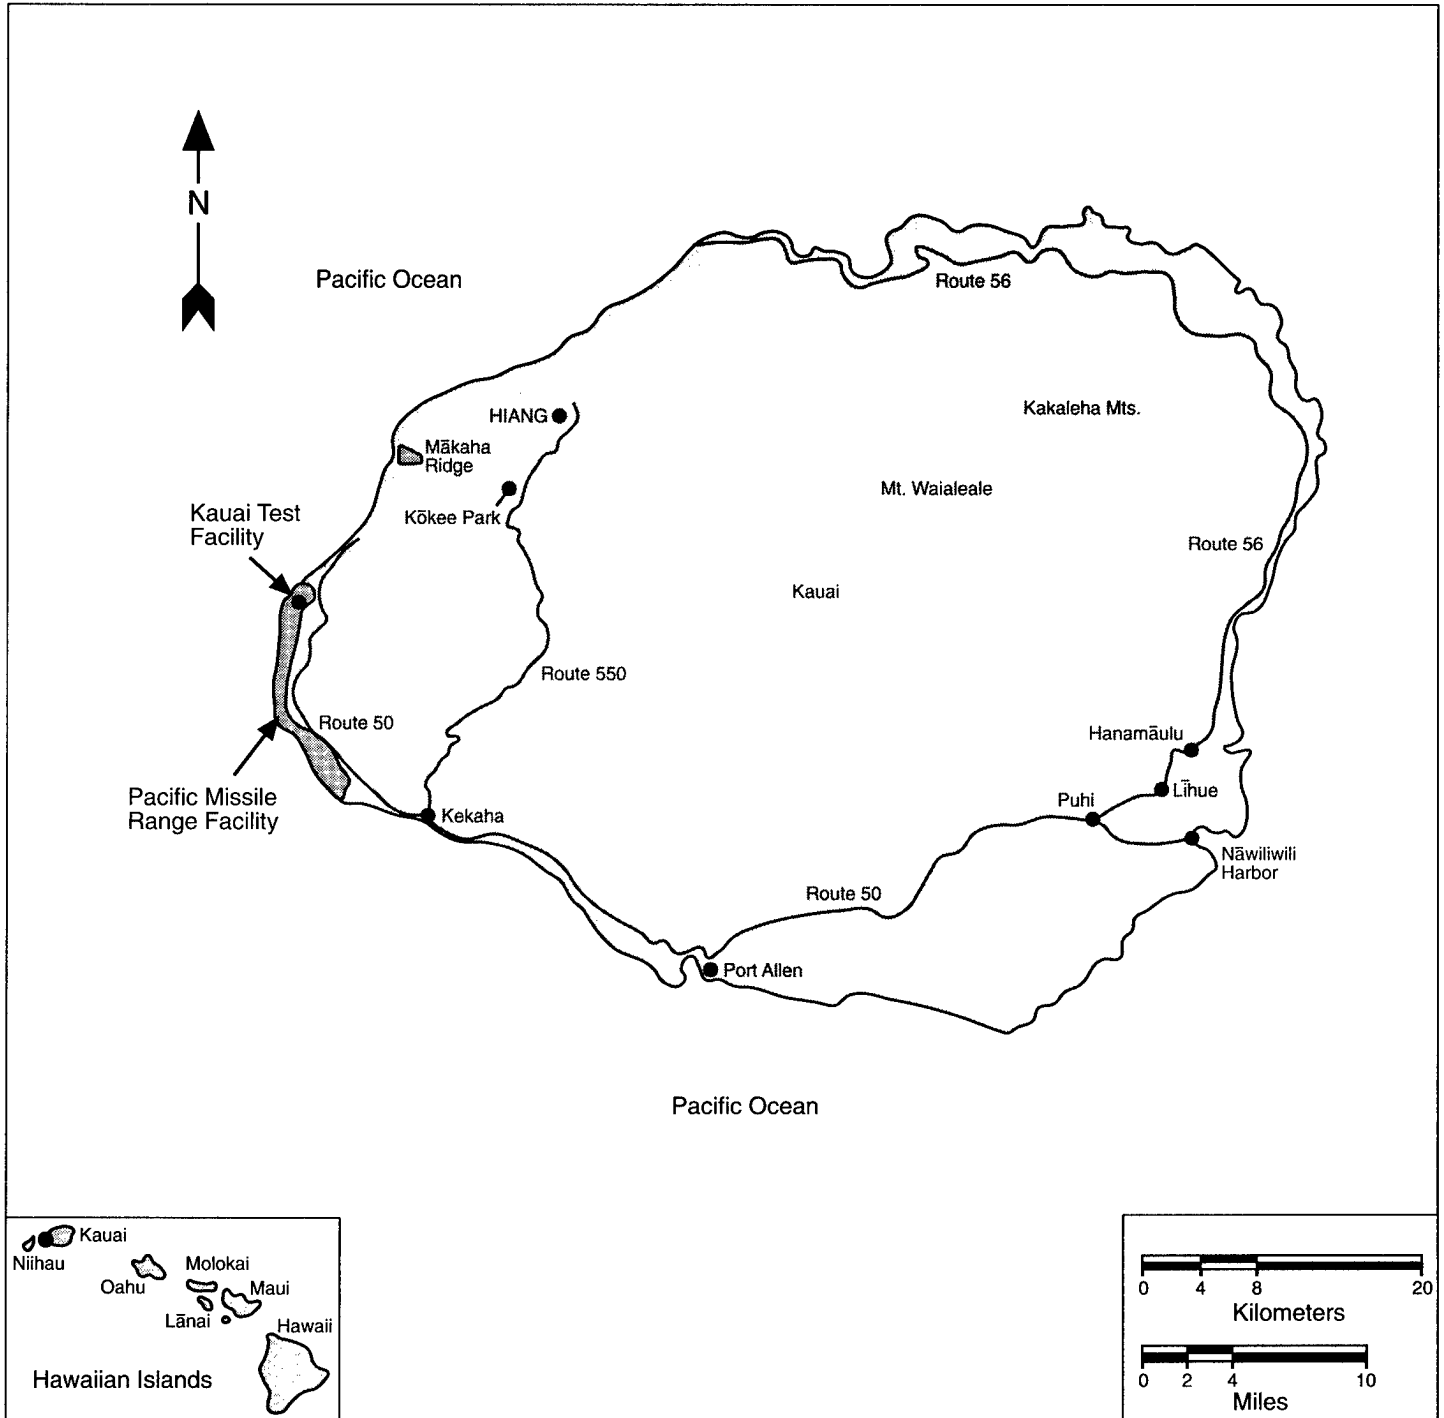 N
Pacific Ocean
Route 56
HIANG
Kakaleha Mts.
Mākaha
Ridge
Mt. Waialeale
Kōkee Park
Kauai Test
Facility
Route 56
Kauai
Route 550
Route 50
Hanamāulu
Līhue
Puhi
Pacific Missile
Range Facility
Kekaha
Nāwiliwili
Harbor
Route 50
Port Allen
Pacific Ocean
Kauai
Niihau
Molokai
Oahu
Maui
Lānai
Hawaii
Hawaiian Islands
0 4 8 20
Kilometers
0 2 4 10
Miles